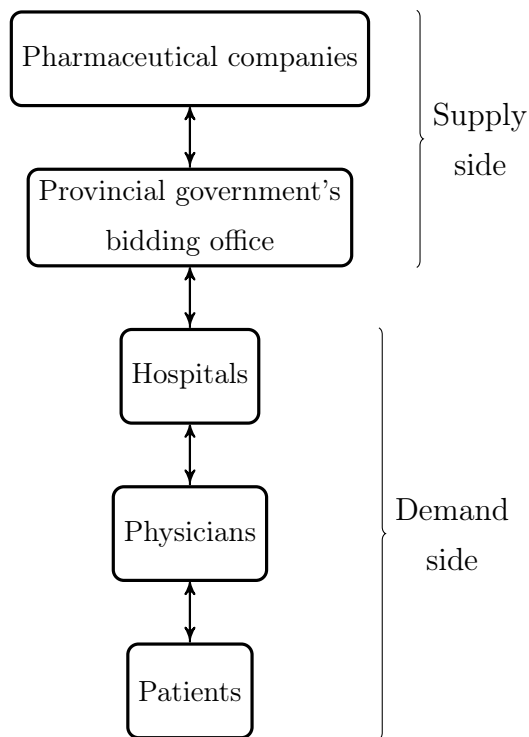 Pharmaceutical companies
Supply
side
Provincial government's
bidding office
Hospitals
Physicians
Demand
side
Patients